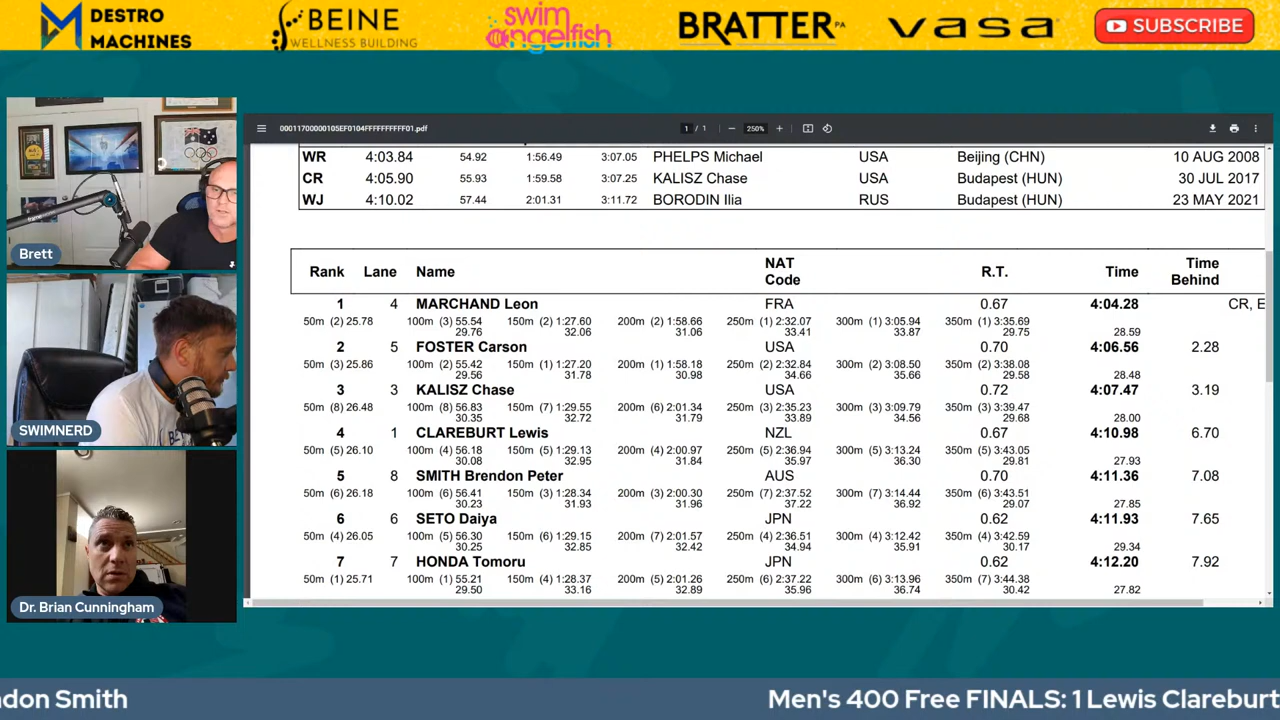 DESTRO MACHINES
BEINE
WELLNESS BUILDING
swim angelfish
BRATTER PA
vasa
SUBSCRIBE
00011700000105EF0104FFFFFFFFFF01.pdf
1 / 1
250%
WR 4:03.84 54.92 1:56.49 3:07.05 PHELPS Michael USA Beijing (CHN) 10 AUG 2008
CR 4:05.90 55.93 1:59.58 3:07.25 KALISZ Chase USA Budapest (HUN) 30 JUL 2017
WJ 4:10.02 57.44 2:01.31 3:11.72 BORODIN Ilia RUS Budapest (HUN) 23 MAY 2021
Rank Lane Name NAT Code R.T. Time Time Behind
1 4 MARCHAND Leon FRA 0.67 4:04.28 CR, E
50m (2) 25.78 100m (3) 55.54 150m (2) 1:27.60 200m (2) 1:58.66 250m (1) 2:32.07 300m (1) 3:05.94 350m (1) 3:35.69
29.76 32.06 31.06 33.41 33.87 29.75 28.59
2 5 FOSTER Carson USA 0.70 4:06.56 2.28
50m (3) 25.86 100m (2) 55.42 150m (1) 1:27.20 200m (1) 1:58.18 250m (2) 2:32.84 300m (2) 3:08.50 350m (2) 3:38.08
29.56 31.78 30.98 34.66 35.66 29.58 28.48
3 3 KALISZ Chase USA 0.72 4:07.47 3.19
50m (8) 26.48 100m (8) 56.83 150m (7) 1:29.55 200m (6) 2:01.34 250m (3) 2:35.23 300m (3) 3:09.79 350m (3) 3:39.47
30.35 32.72 31.79 33.89 34.56 29.68 28.00
4 1 CLAREBURT Lewis NZL 0.67 4:10.98 6.70
50m (5) 26.10 100m (4) 56.18 150m (5) 1:29.13 200m (4) 2:00.97 250m (5) 2:36.94 300m (5) 3:13.24 350m (5) 3:43.05
30.08 32.95 31.84 35.97 36.30 29.81 27.93
5 8 SMITH Brendon Peter AUS 0.70 4:11.36 7.08
50m (6) 26.18 100m (6) 56.41 150m (3) 1:28.34 200m (3) 2:00.30 250m (7) 2:37.52 300m (7) 3:14.44 350m (6) 3:43.51
30.23 31.93 31.96 37.22 36.92 29.07 27.85
6 6 SETO Daiya JPN 0.62 4:11.93 7.65
50m (4) 26.05 100m (5) 56.30 150m (6) 1:29.15 200m (7) 2:01.57 250m (4) 2:36.51 300m (4) 3:12.42 350m (4) 3:42.59
30.25 32.85 32.42 34.94 35.91 30.17 29.34
7 7 HONDA Tomoru JPN 0.62 4:12.20 7.92
50m (1) 25.71 100m (1) 55.21 150m (4) 1:28.37 200m (5) 2:01.26 250m (6) 2:37.22 300m (6) 3:13.96 350m (7) 3:44.38
29.50 33.16 32.89 35.96 36.74 30.42 27.82
Brett
SWIMNERD
Dr. Brian Cunningham
ndon Smith
Men's 400 Free FINALS: 1 Lewis Clareburt